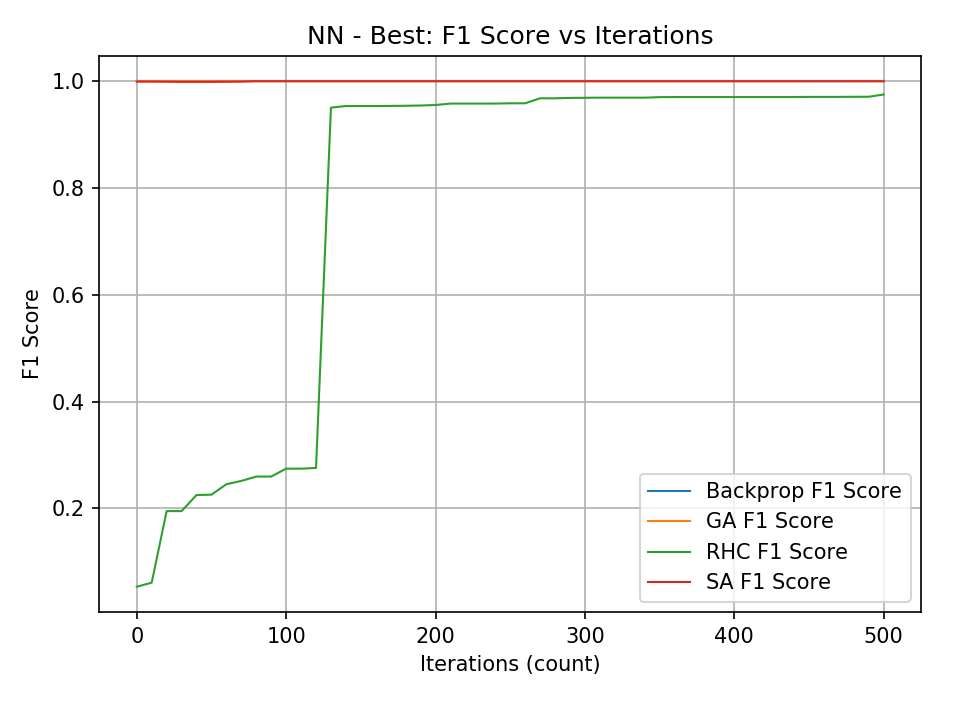 NN - Best: F1 Score vs Iterations
1.0
0.8
0.6
0.4
0.2
F1 Score
0
100
200
300
400
500
Iterations (count)
Backprop F1 Score
GA F1 Score
RHC F1 Score
SA F1 Score